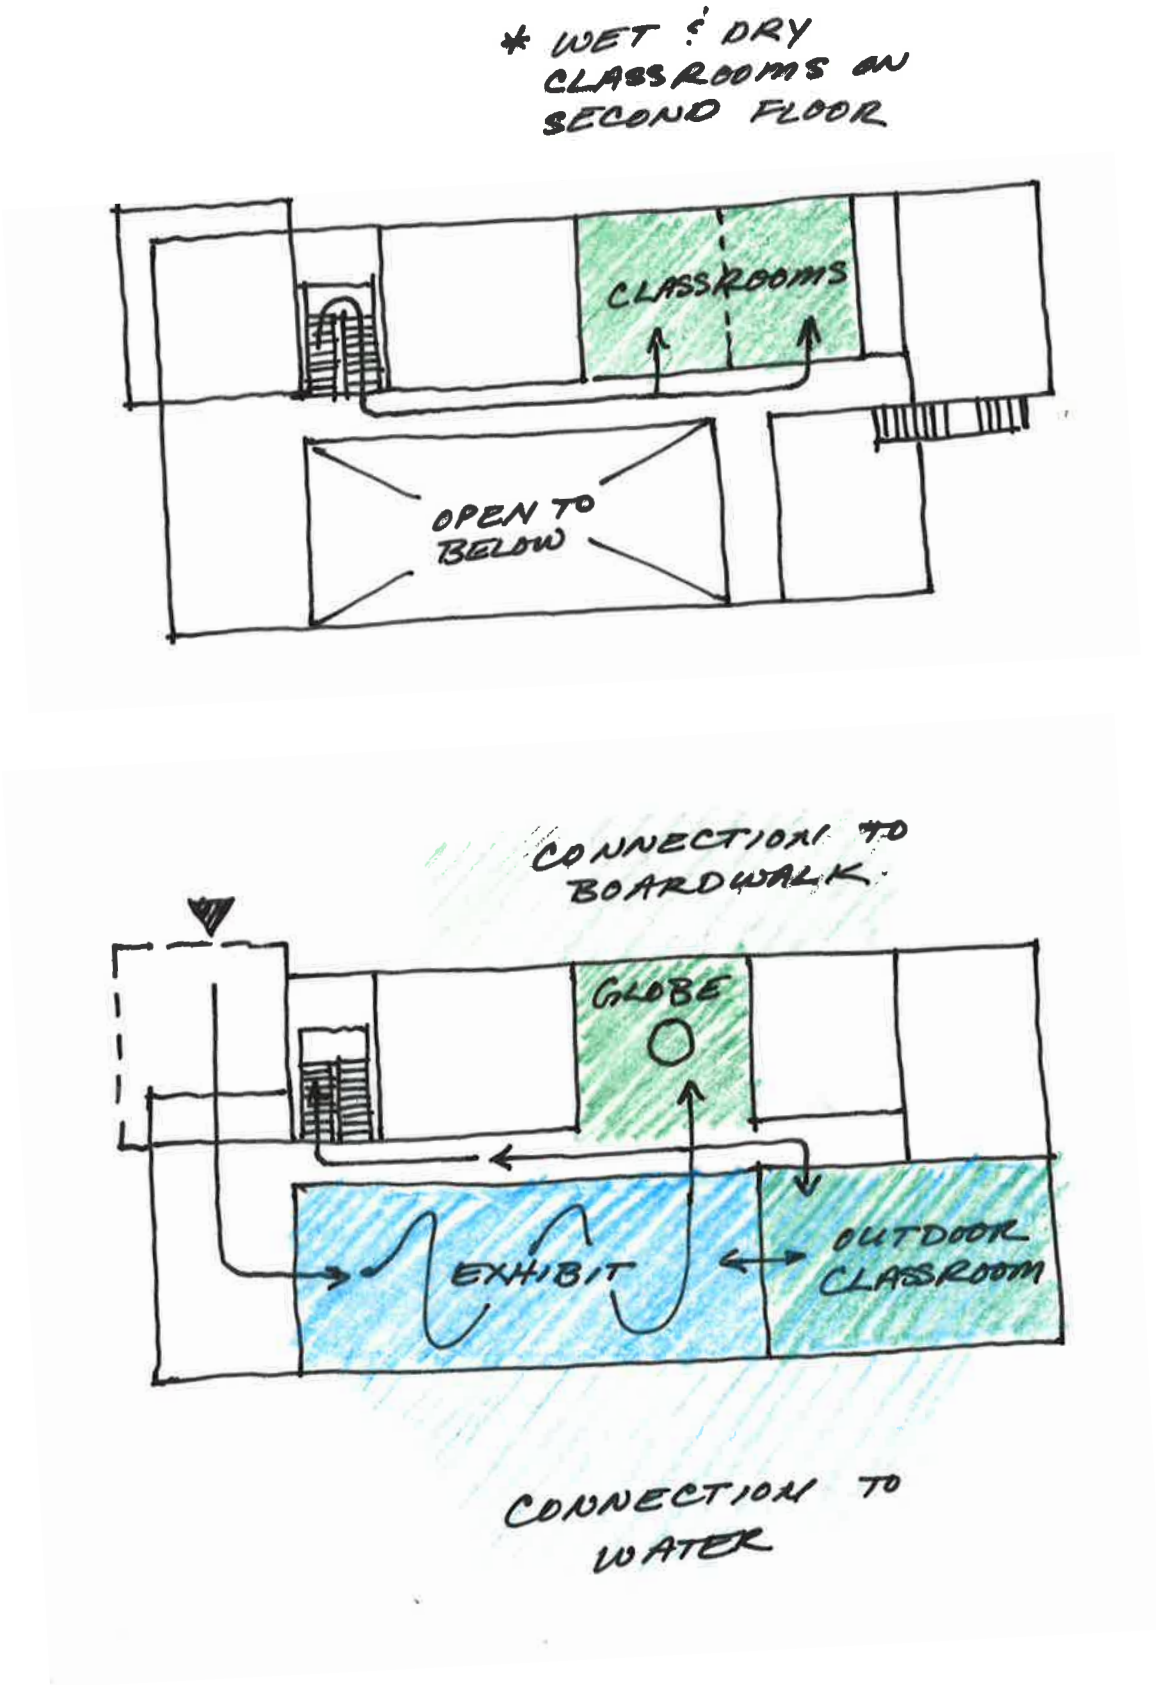 * WET & DRY
CLASSROOMS ON
SECOND FLOOR
CLASSROOMS
OPEN TO
BELOW
CONNECTION TO
BOARDWALK.
GLOBE
EXHIBIT
OUTDOOR
CLASSROOM
CONNECTION TO
WATER